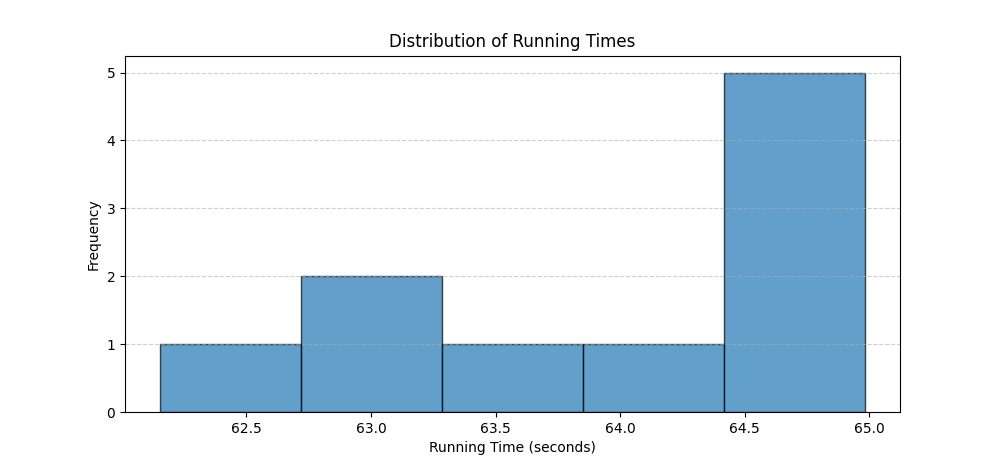 Distribution of Running Times
Frequency
5
4
3
2
1
0
62.5 63.0 63.5 64.0 64.5 65.0
Running Time (seconds)